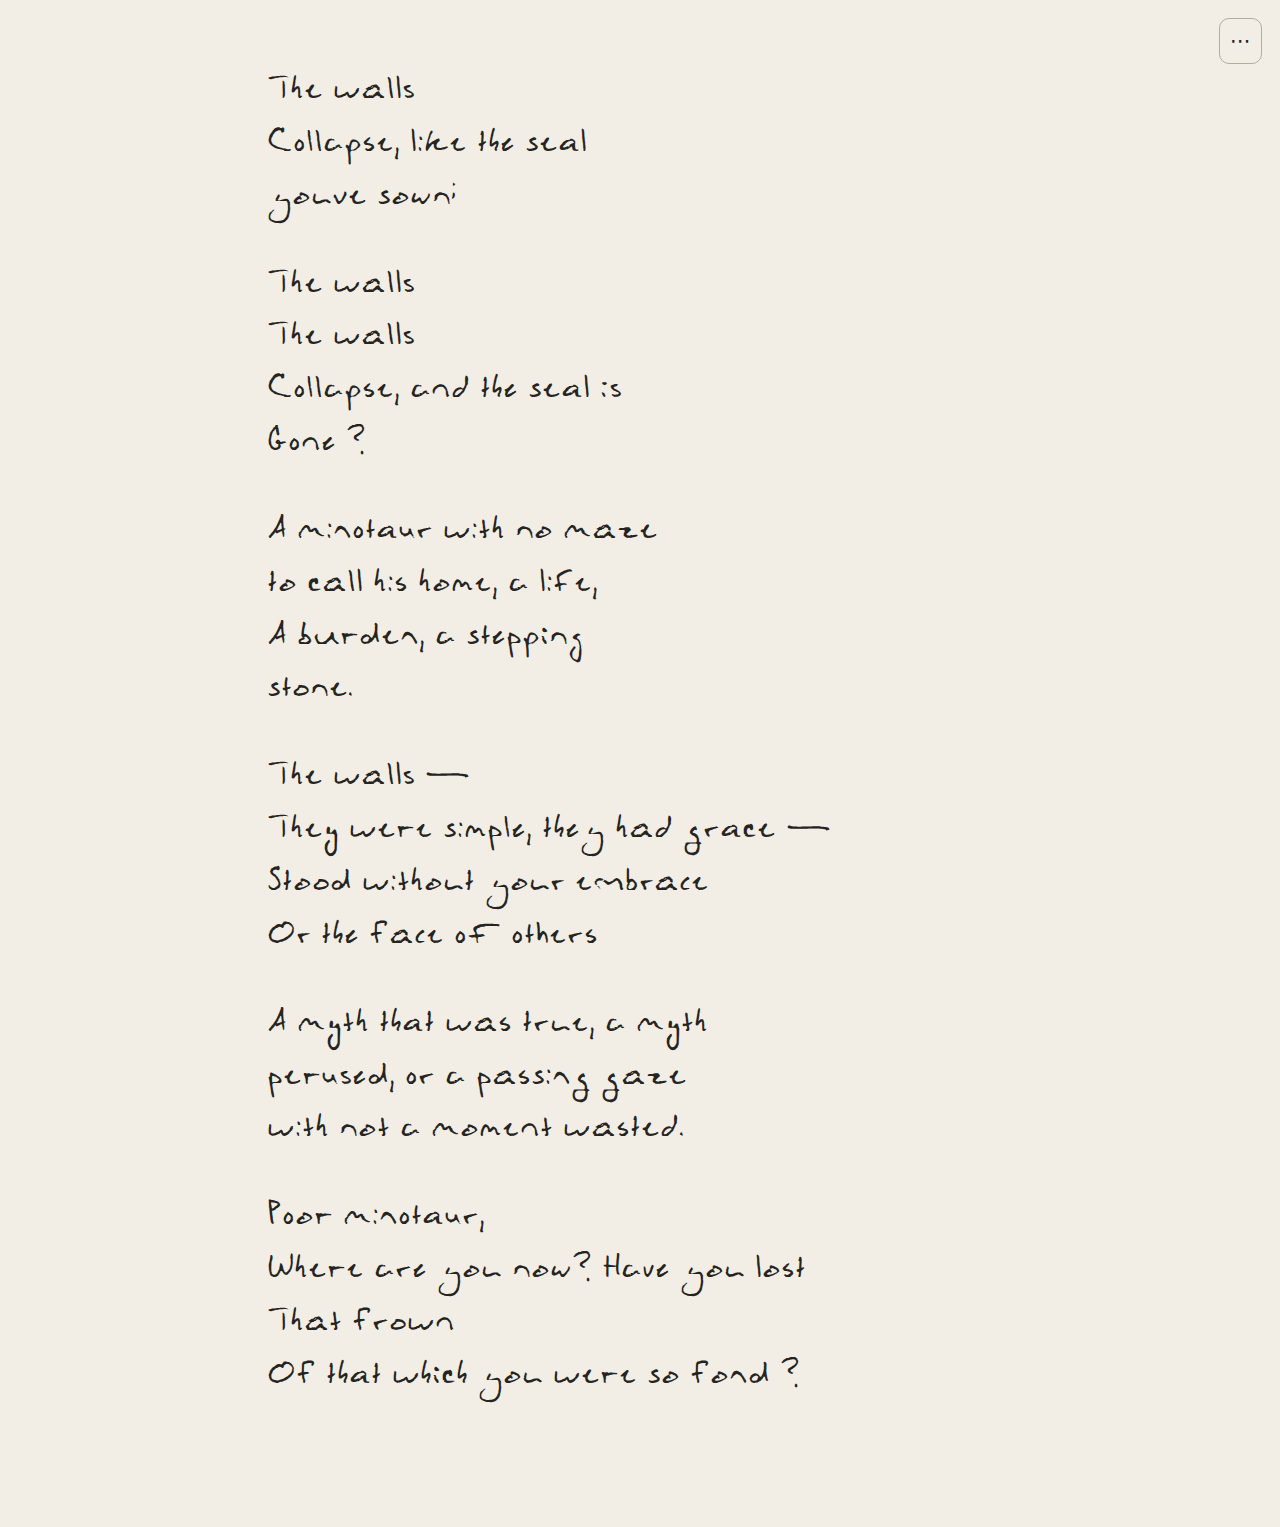 The walls
Collapse, like the seal
youve sown;
The walls
The walls
Collapse, and the seal is
Gone ?
A minotaur with no maze
to call his home, a life,
A burden, a stepping
stone.
The walls —
They were simple, they had grace —
Stood without your embrace
Or the face of others
A myth that was true, a myth
perused, or a passing gaze
with not a moment wasted.
Poor minotaur,
Where are you now? Have you lost
That frown
Of that which you were so fond ?